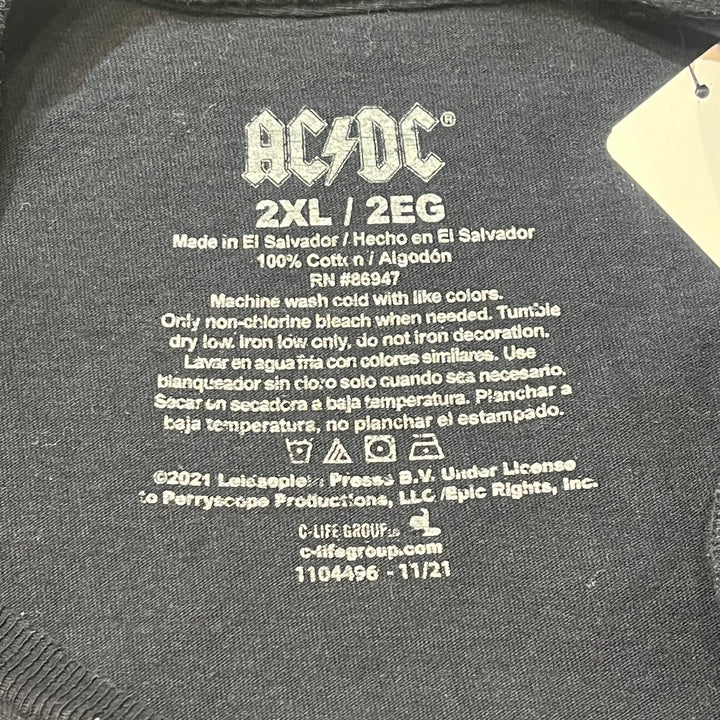 AC/DC®
2XL / 2EG
Made in El Salvador / Hecho en El Salvador
100% Cotton / Algodón
RN #86947
Machine wash cold with like colors.
Only non-chlorine bleach when needed. Tumble
dry low. Iron low only, do not iron decoration.
Lavar en agua fria con colores similares. Use
blanqueador sin cloro solo cuando sea necesario.
Secar en secadora a baja temperatura. Planchar a
baja temperatura, no planchar el estampado.
©2021 Leidseplein Presse B.V. Under License
to Perryscope Productions, LLC /Epic Rights, Inc.
C-LIFE GROUP
c-lifegroup.com
1104496 - 11/21